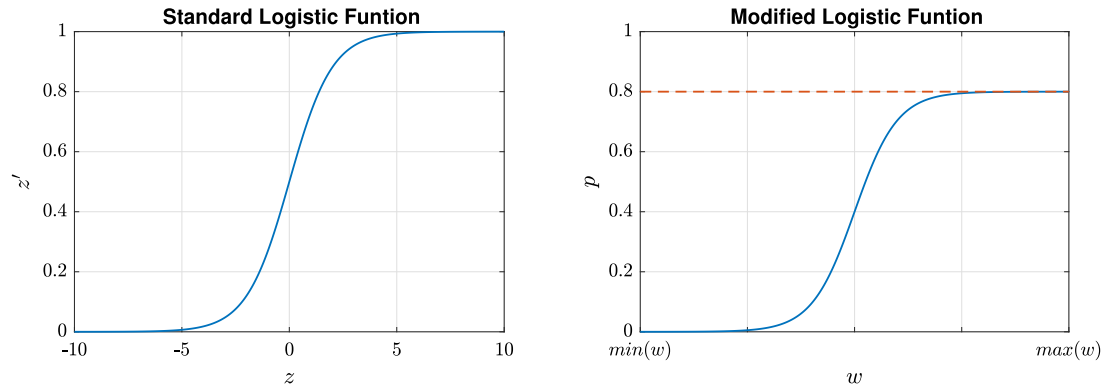 Standard Logistic Funtion
1
0.8
0.6
0.4
0.2
0
z′
-10
-5
0
5
10
z
Modified Logistic Funtion
1
0.8
0.6
0.4
0.2
0
p
min(w)
max(w)
w